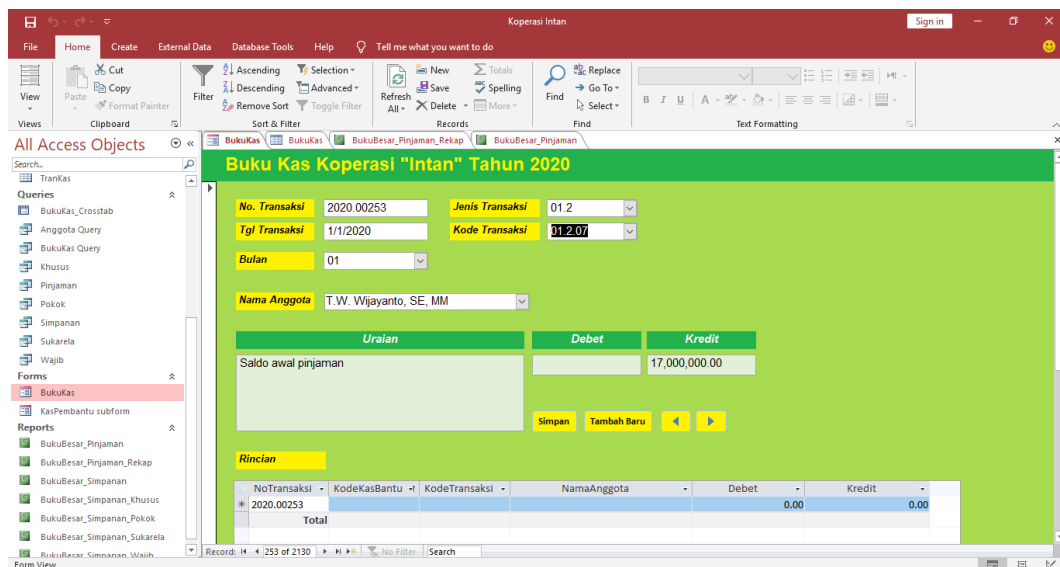 Koperasi Intan
Sign in
File Home Create External Data Database Tools Help Tell me what you want to do
View
Views
Paste
Cut
Copy
Format Painter
Clipboard
Filter
Ascending
Descending
Remove Sort
Selection
Advanced
Toggle Filter
Sort & Filter
Refresh All
New
Save
Delete
Totals
Spelling
More
Records
Find
Replace
Go To
Select
Find
B I U A
Text Formatting
All Access Objects
Search...
TranKas
Queries
BukuKas_Crosstab
Anggota Query
BukuKas Query
Khusus
Pinjaman
Pokok
Simpanan
Sukarela
Wajib
Forms
BukuKas
KasPembantu subform
Reports
BukuBesar_Pinjaman
BukuBesar_Pinjaman_Rekap
BukuBesar_Simpanan
BukuBesar_Simpanan_Khusus
BukuBesar_Simpanan_Pokok
BukuBesar_Simpanan_Sukarela
BukuBesar_Simpanan_Wajib
BukuKas BukuKas BukuBesar_Pinjaman_Rekap BukuBesar_Pinjaman
Buku Kas Koperasi "Intan" Tahun 2020
No. Transaksi 2020.00253 Jenis Transaksi 01.2
Tgl Transaksi 1/1/2020 Kode Transaksi 01.2.07
Bulan 01
Nama Anggota T.W. Wijayanto, SE, MM
Uraian Debet Kredit
Saldo awal pinjaman 17,000,000.00
Simpan Tambah Baru
Rincian
NoTransaksi KodeKasBantu KodeTransaksi NamaAnggota Debet Kredit
2020.00253 0.00 0.00
Total
Record: 253 of 2130 No Filter Search
Form View